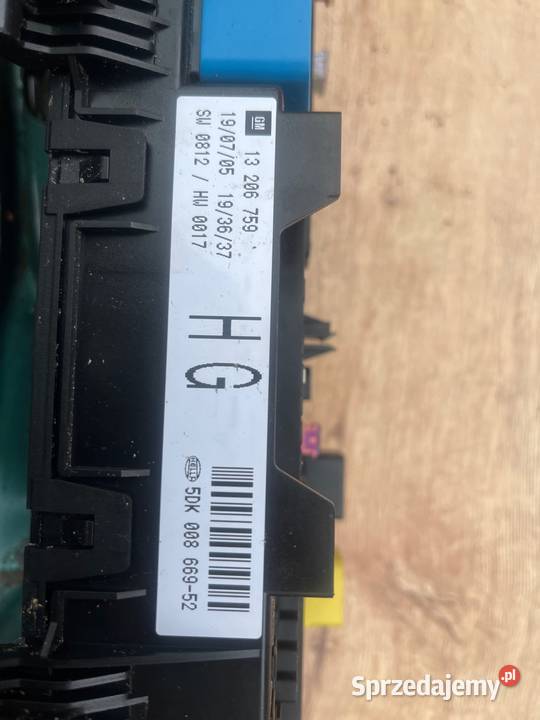 GM 13 206 759
19/07/05 19/36/37
SW 0812 / HW 0017
H G
HELLA 5DK 008 669-52
Sprzedajemy.pl